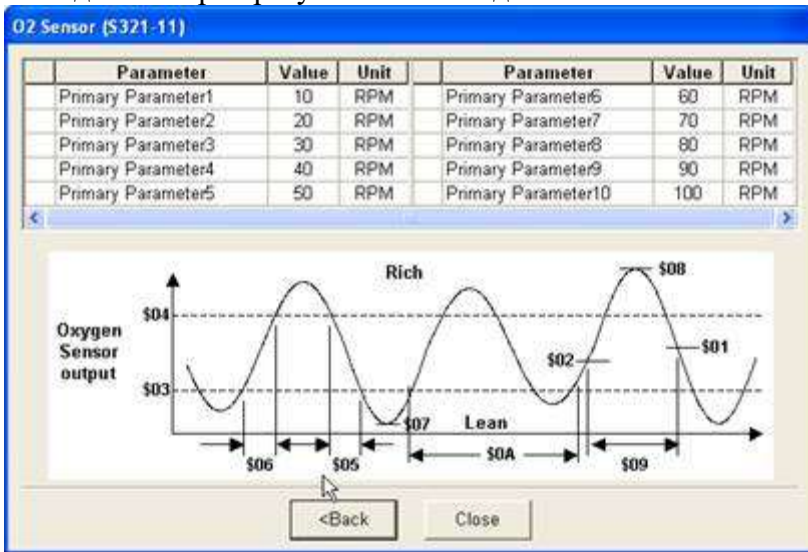 O2 Sensor (S321-11)
Parameter Value Unit Parameter Value Unit
Primary Parameter1 10 RPM Primary Parameter6 60 RPM
Primary Parameter2 20 RPM Primary Parameter7 70 RPM
Primary Parameter3 30 RPM Primary Parameter8 80 RPM
Primary Parameter4 40 RPM Primary Parameter9 90 RPM
Primary Parameter5 50 RPM Primary Parameter10 100 RPM
Rich
$08
$04
Oxygen
Sensor
output
$02
$01
$03
$07
Lean
$06
$05
$0A
$09
<Back Close